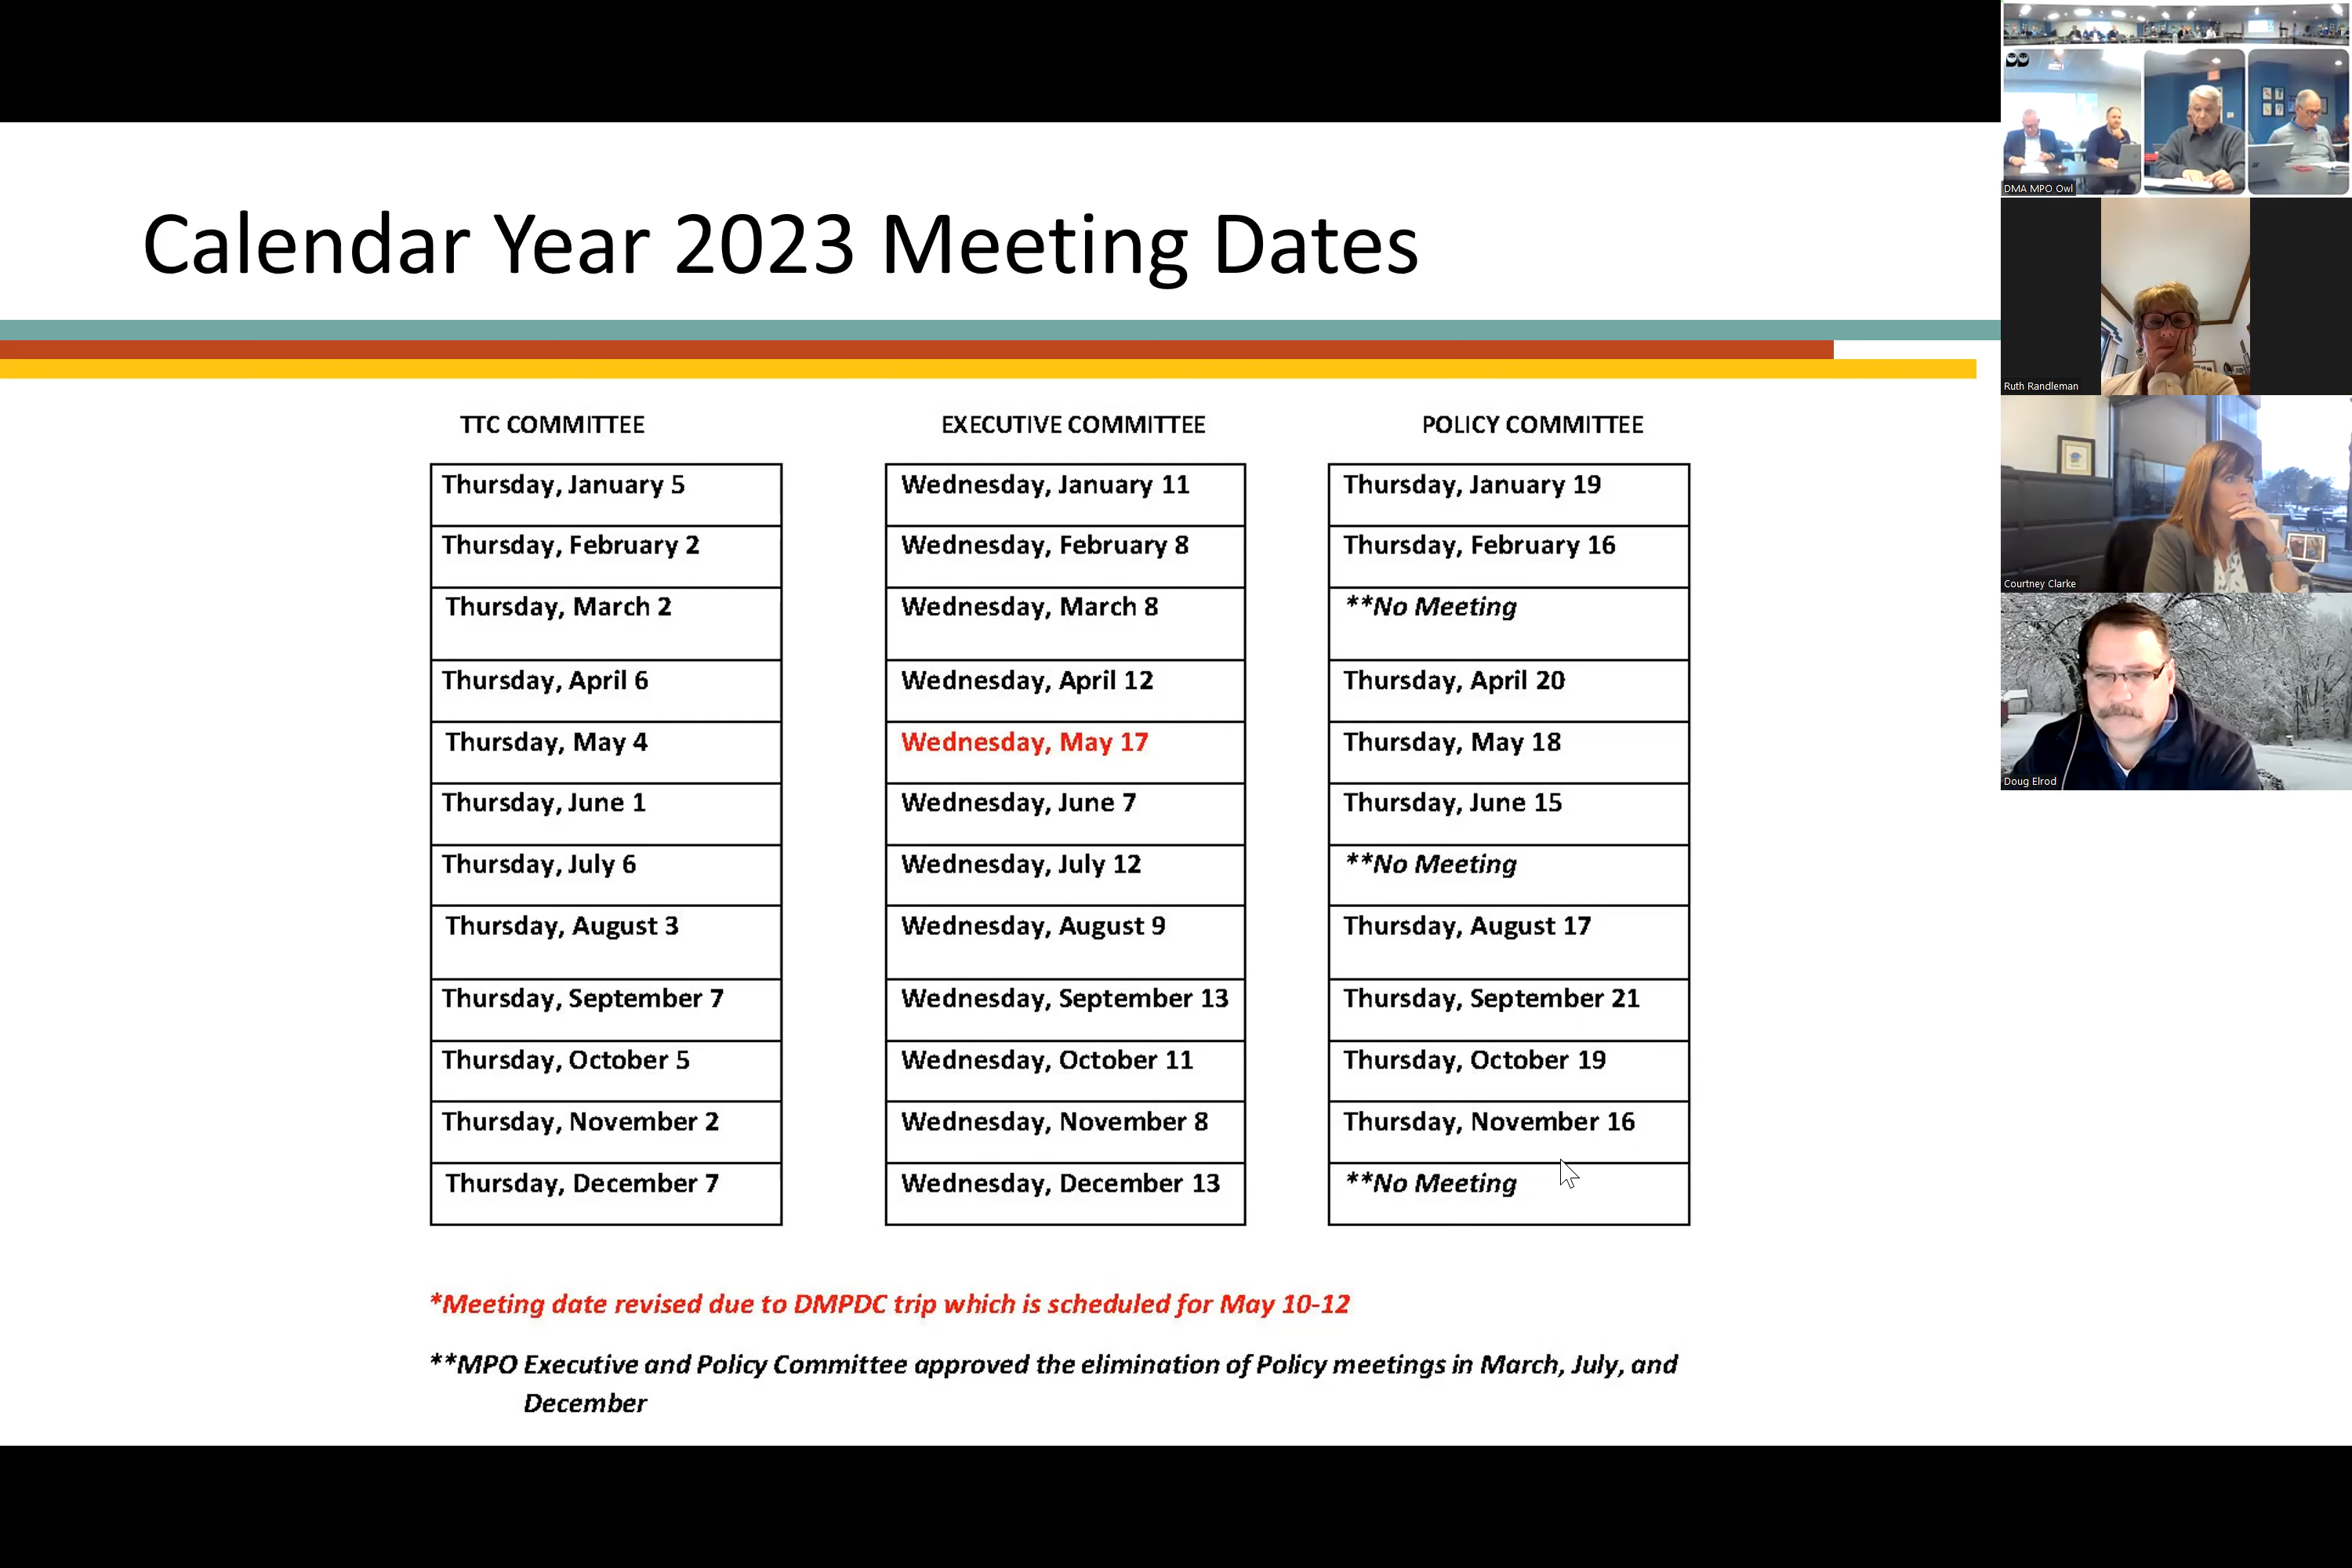 Calendar Year 2023 Meeting Dates
TTC COMMITTEE
Thursday, January 5
Thursday, February 2
Thursday, March 2
Thursday, April 6
Thursday, May 4
Thursday, June 1
Thursday, July 6
Thursday, August 3
Thursday, September 7
Thursday, October 5
Thursday, November 2
Thursday, December 7
EXECUTIVE COMMITTEE
Wednesday, January 11
Wednesday, February 8
Wednesday, March 8
Wednesday, April 12
Wednesday, May 17
Wednesday, June 7
Wednesday, July 12
Wednesday, August 9
Wednesday, September 13
Wednesday, October 11
Wednesday, November 8
Wednesday, December 13
POLICY COMMITTEE
Thursday, January 19
Thursday, February 16
**No Meeting
Thursday, April 20
Thursday, May 18
Thursday, June 15
**No Meeting
Thursday, August 17
Thursday, September 21
Thursday, October 19
Thursday, November 16
**No Meeting
*Meeting date revised due to DMPDC trip which is scheduled for May 10-12
**MPO Executive and Policy Committee approved the elimination of Policy meetings in March, July, and
December
DMA MPO Owl
Ruth Randleman
Courtney Clarke
Doug Elrod